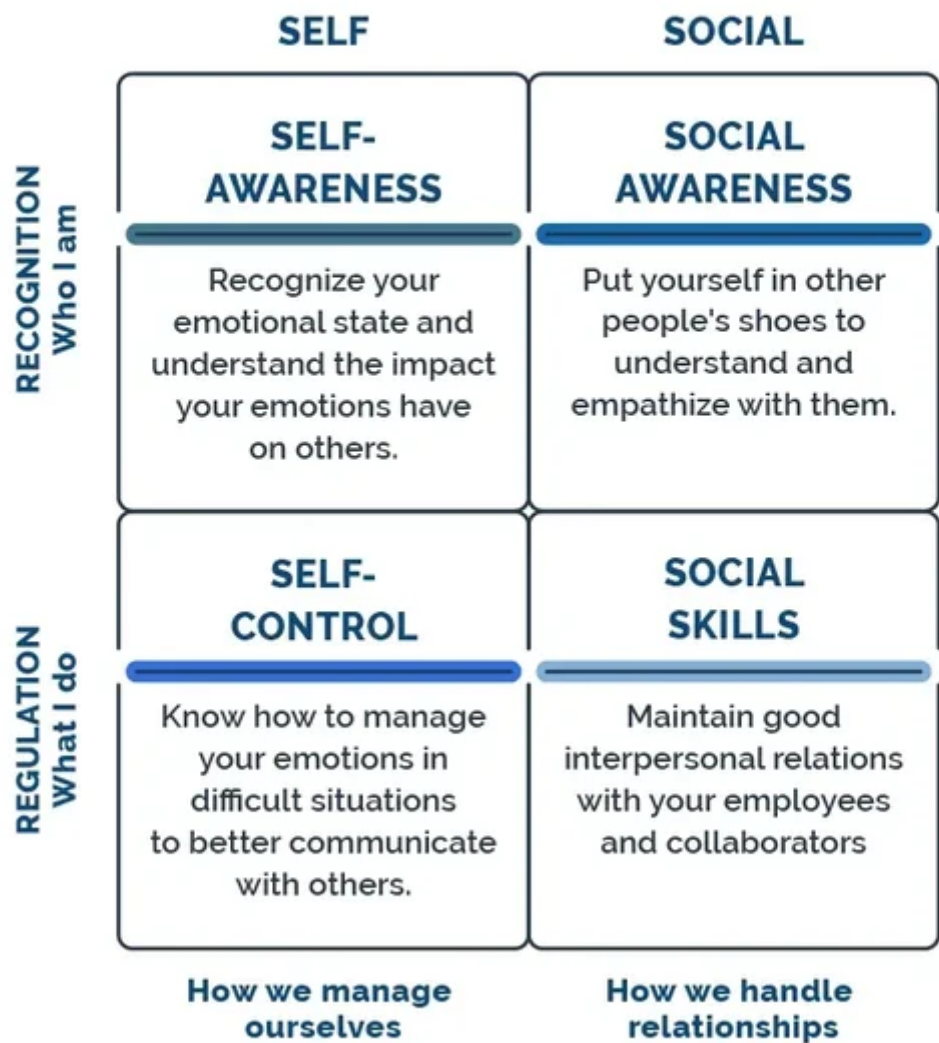 SELF
SOCIAL
RECOGNITION
Who I am
SELF-
AWARENESS
Recognize your
emotional state and
understand the impact
your emotions have
on others.
SOCIAL
AWARENESS
Put yourself in other
people's shoes to
understand and
empathize with them.
REGULATION
What I do
SELF-
CONTROL
Know how to manage
your emotions in
difficult situations
to better communicate
with others.
SOCIAL
SKILLS
Maintain good
interpersonal relations
with your employees
and collaborators
How we manage
ourselves
How we handle
relationships